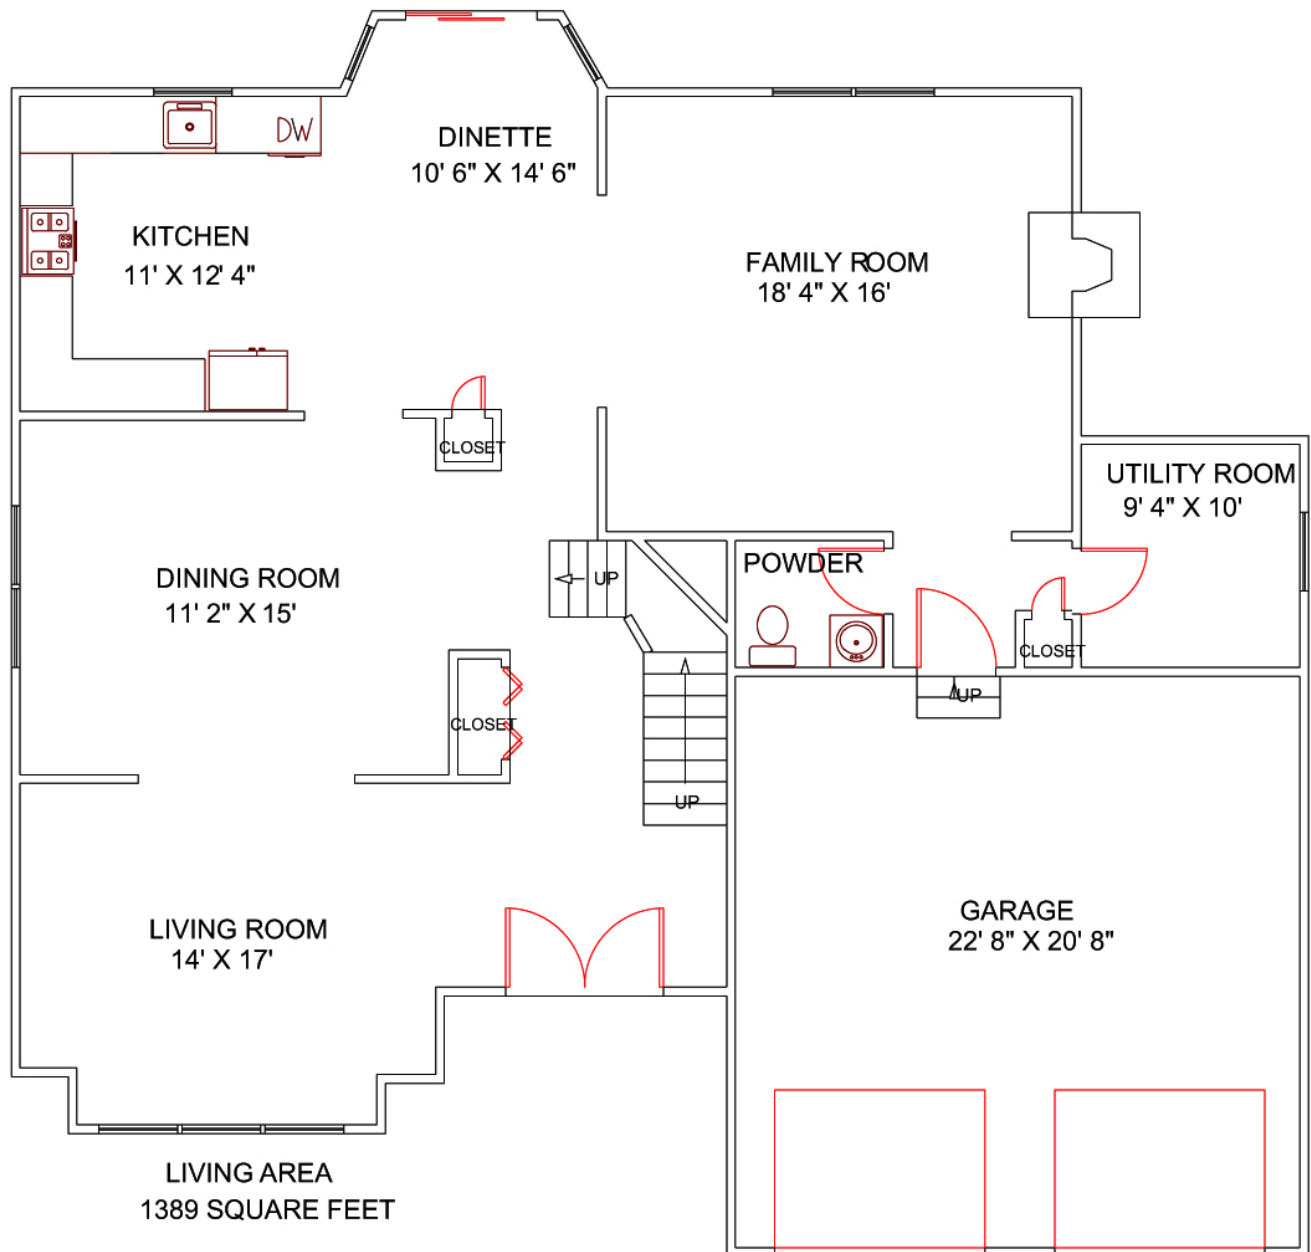 DW
DINETTE
10' 6" X 14' 6"
KITCHEN
11' X 12' 4"
FAMILY ROOM
18' 4" X 16'
CLOSET
UTILITY ROOM
9' 4" X 10'
DINING ROOM
11' 2" X 15'
UP
POWDER
CLOSET
UP
CLOSET
UP
LIVING ROOM
14' X 17'
GARAGE
22' 8" X 20' 8"
LIVING AREA
1389 SQUARE FEET